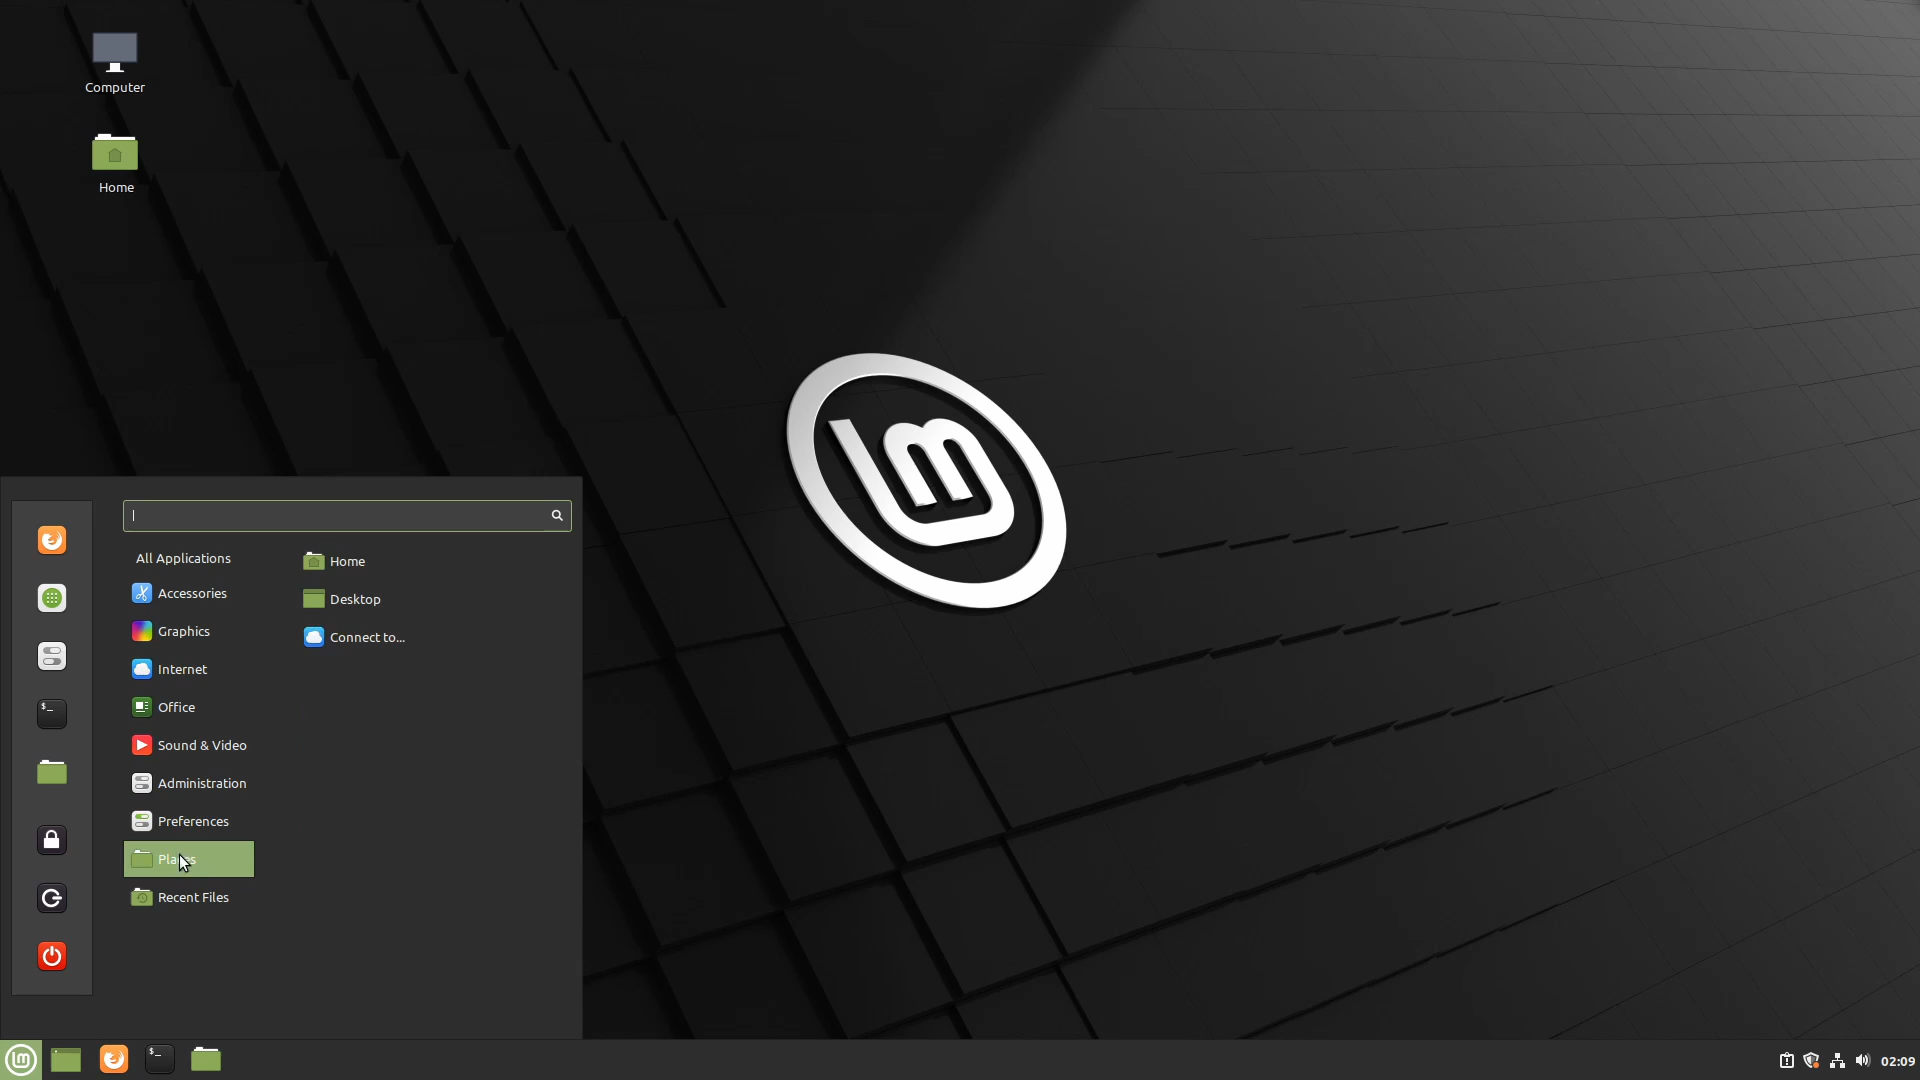 Computer
Home
All Applications
Accessories
Graphics
Internet
Office
Sound & Video
Administration
Preferences
Places
Recent Files
Home
Desktop
Connect to...
02:09